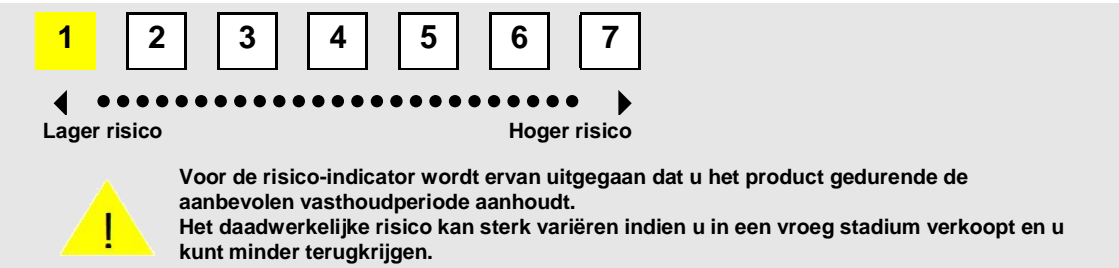 1 2 3 4 5 6 7
Lager risico Hoger risico
!
Voor de risico-indicator wordt ervan uitgegaan dat u het product gedurende de
aanbevolen vasthoudperiode aanhoudt.
Het daadwerkelijke risico kan sterk variëren indien u in een vroeg stadium verkoopt en u
kunt minder terugkrijgen.